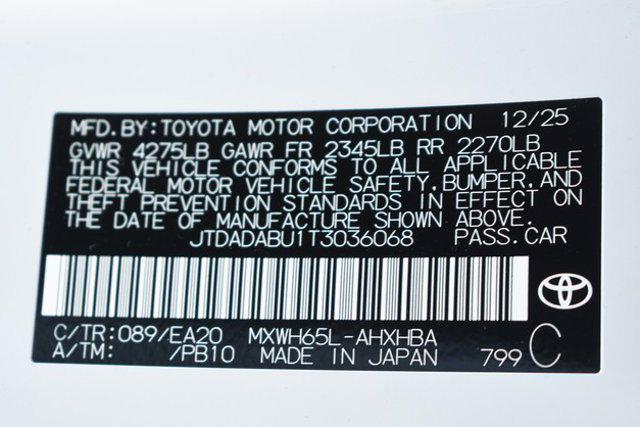 MFD.BY:TOYOTA MOTOR CORPORATION 12/25
GVWR 4275LB GAWR FR 2345LB RR 2270LB
THIS VEHICLE CONFORMS TO ALL APPLICABLE
FEDERAL MOTOR VEHICLE SAFETY,BUMPER,AND
THEFT PREVENTION STANDARDS IN EFFECT ON
THE DATE OF MANUFACTURE SHOWN ABOVE.
JTDADABU1T3036068 PASS.CAR
C/TR:089/EA20 MXWH65L-AHXHBA
A/TM: /PB10 MADE IN JAPAN 799 C